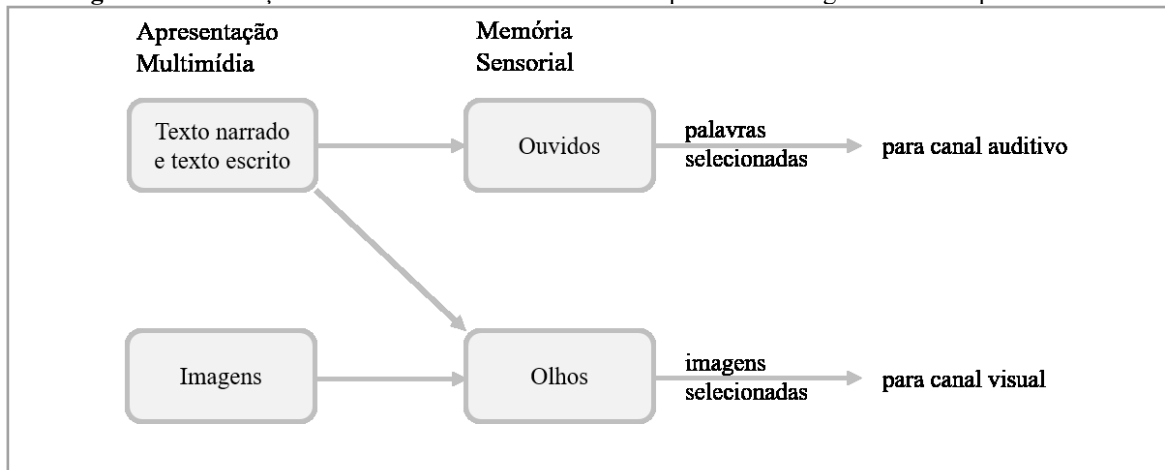 Apresentação
Multimídia
Memória
Sensorial
Texto narrado
e texto escrito
Ouvidos
palavras
selecionadas
para canal auditivo
Imagens
Olhos
imagens
selecionadas
para canal visual